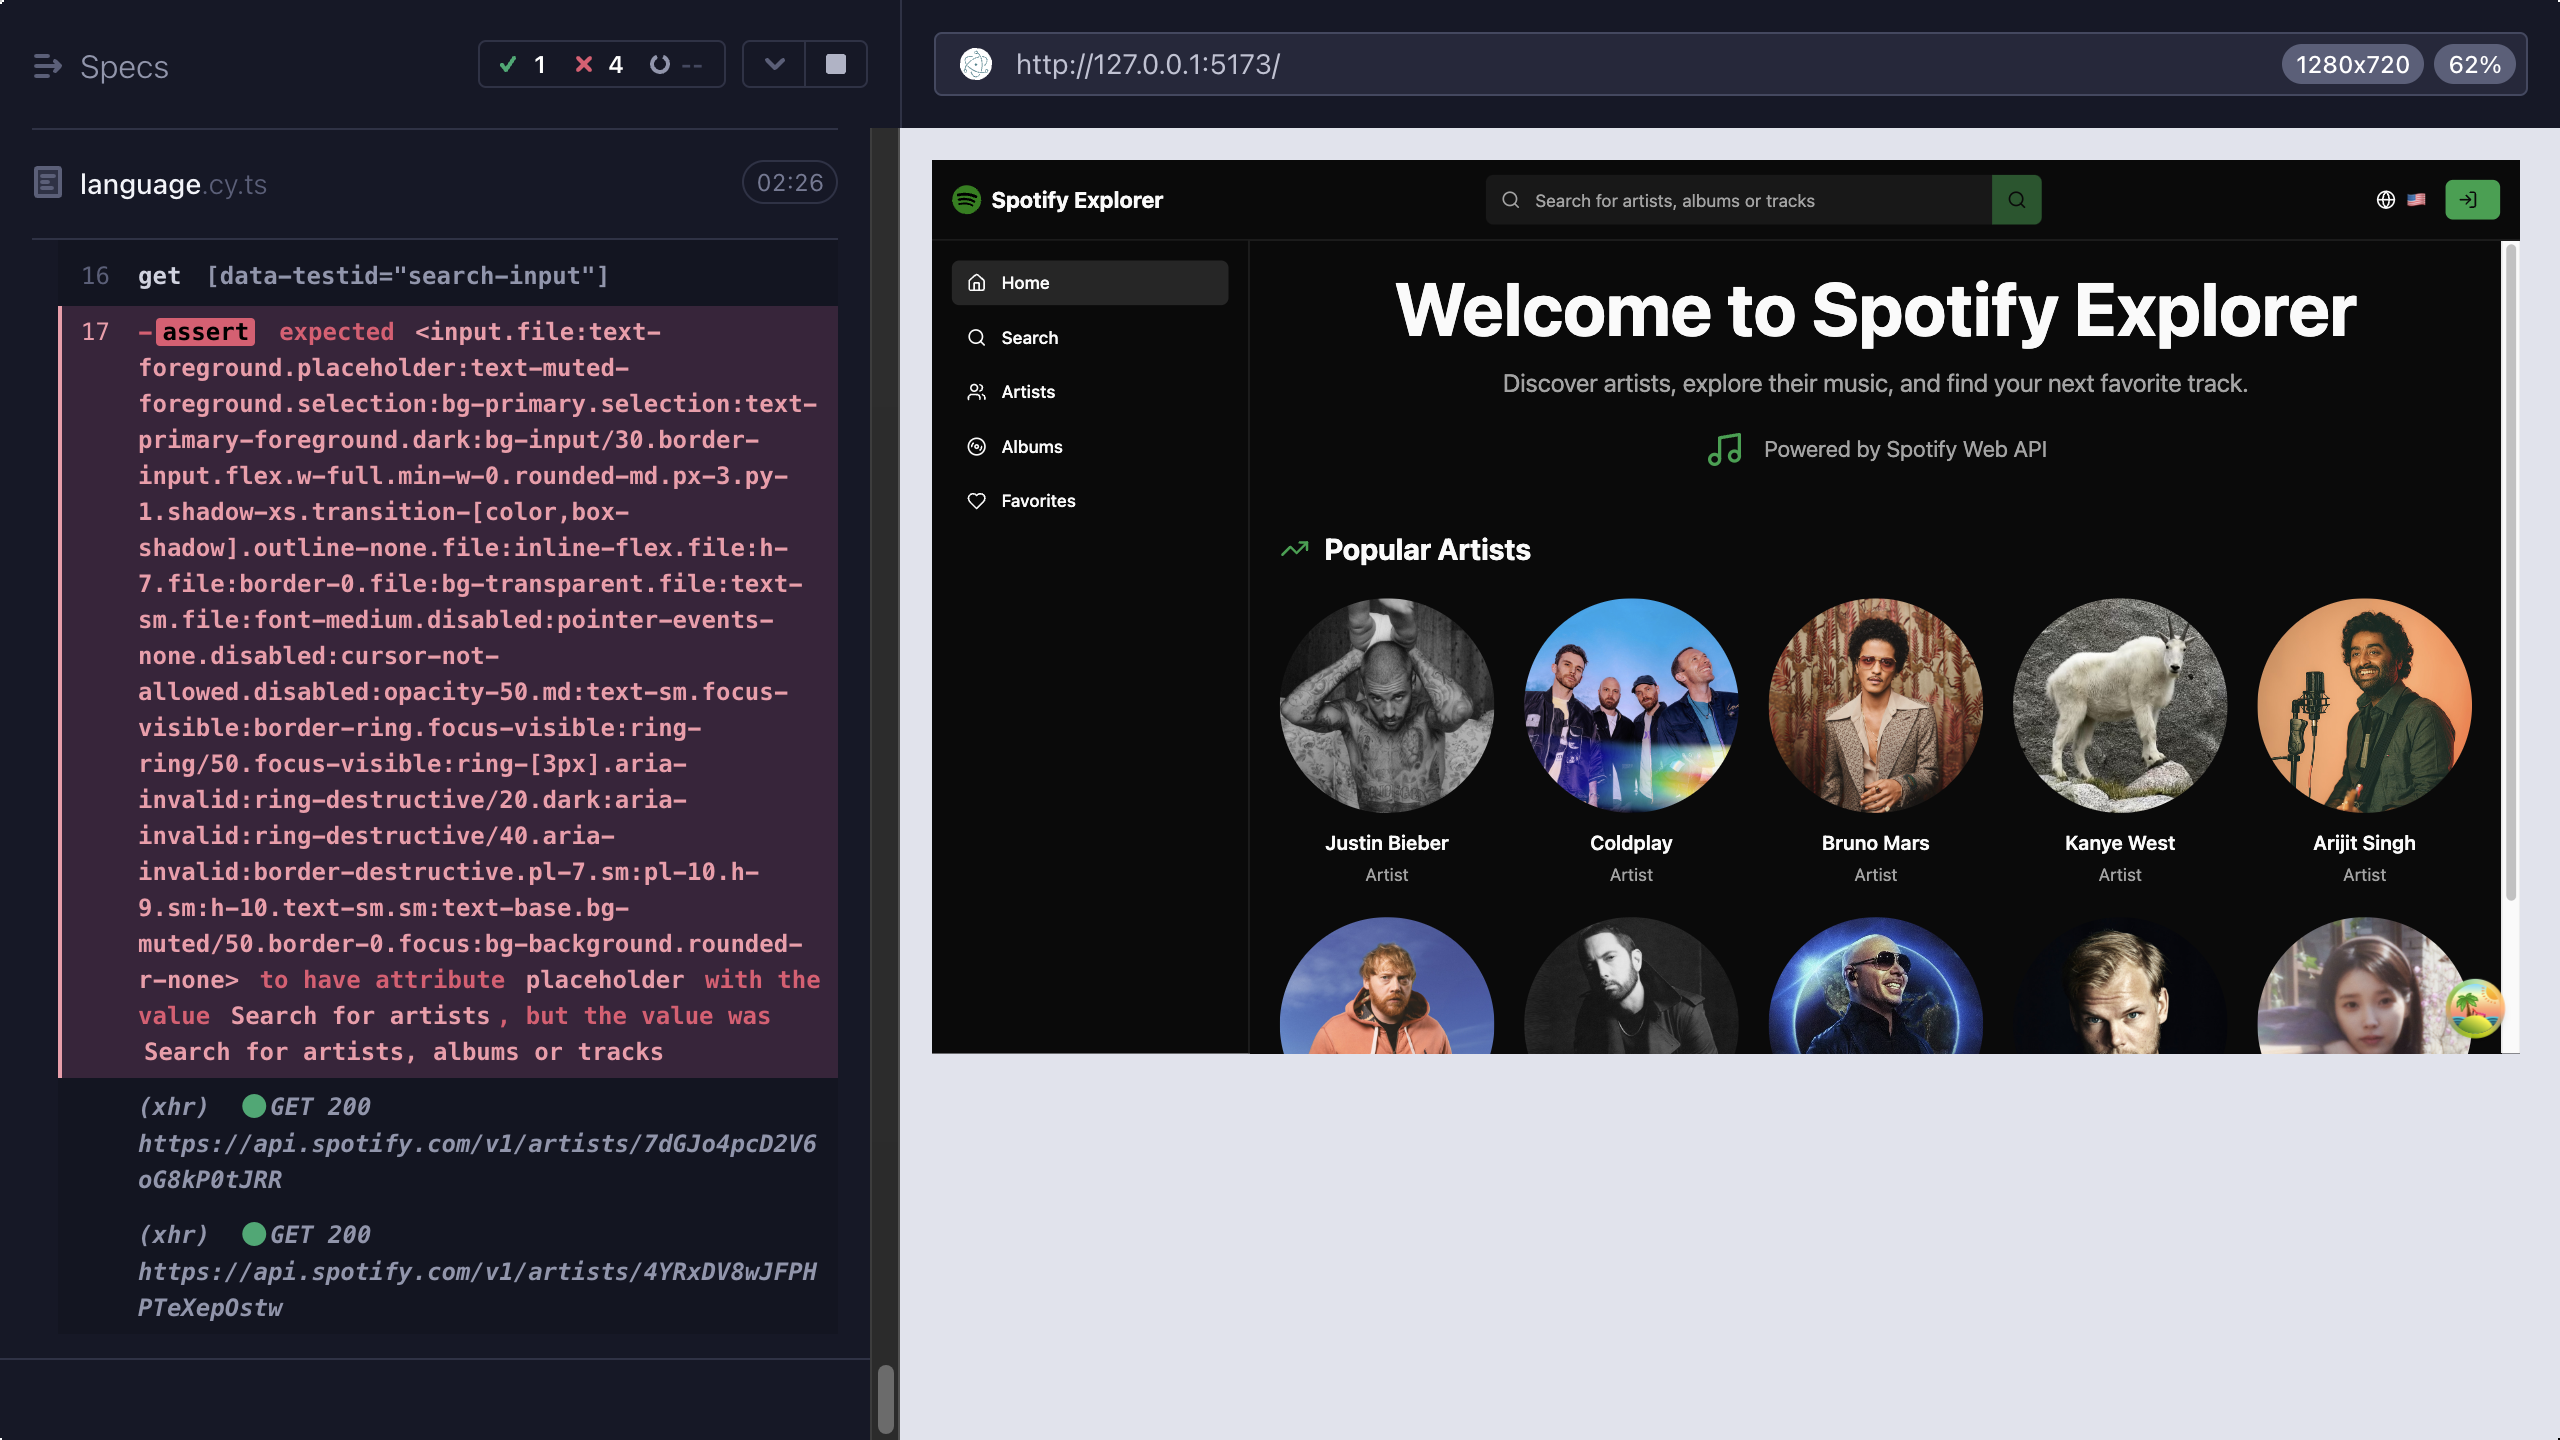 Specs
1
4
--
language.cy.ts
02:26
16 get [data-testid="search-input"]
17 -assert expected <input.file:text-
foreground.placeholder:text-muted-
foreground.selection:bg-primary.selection:text-
primary-foreground.dark:bg-input/30.border-
input.flex.w-full.min-w-0.rounded-md.px-3.py-
1.shadow-xs.transition-[color,box-
shadow].outline-none.file:inline-flex.file:h-
7.file:border-0.file:bg-transparent.file:text-
sm.file:font-medium.disabled:pointer-events-
none.disabled:cursor-not-
allowed.disabled:opacity-50.md:text-sm.focus-
visible:border-ring.focus-visible:ring-
ring/50.focus-visible:ring-[3px].aria-
invalid:ring-destructive/20.dark:aria-
invalid:ring-destructive/40.aria-
invalid:border-destructive.pl-7.sm:pl-10.h-
9.sm:h-10.text-sm.sm:text-base.bg-
muted/50.border-0.focus:bg-background.rounded-
r-none> to have attribute placeholder with the
value Search for artists, but the value was
Search for artists, albums or tracks
(xhr) GET 200
https://api.spotify.com/v1/artists/7dGJo4pcD2V6
oG8kP0tJRR
(xhr) GET 200
https://api.spotify.com/v1/artists/4YRxDV8wJFPH
PTeXepOstw
http://127.0.0.1:5173/
1280x720
62%
Spotify Explorer
Search for artists, albums or tracks
Home
Search
Artists
Albums
Favorites
Welcome to Spotify Explorer
Discover artists, explore their music, and find your next favorite track.
Powered by Spotify Web API
Popular Artists
Justin Bieber
Artist
Coldplay
Artist
Bruno Mars
Artist
Kanye West
Artist
Arijit Singh
Artist